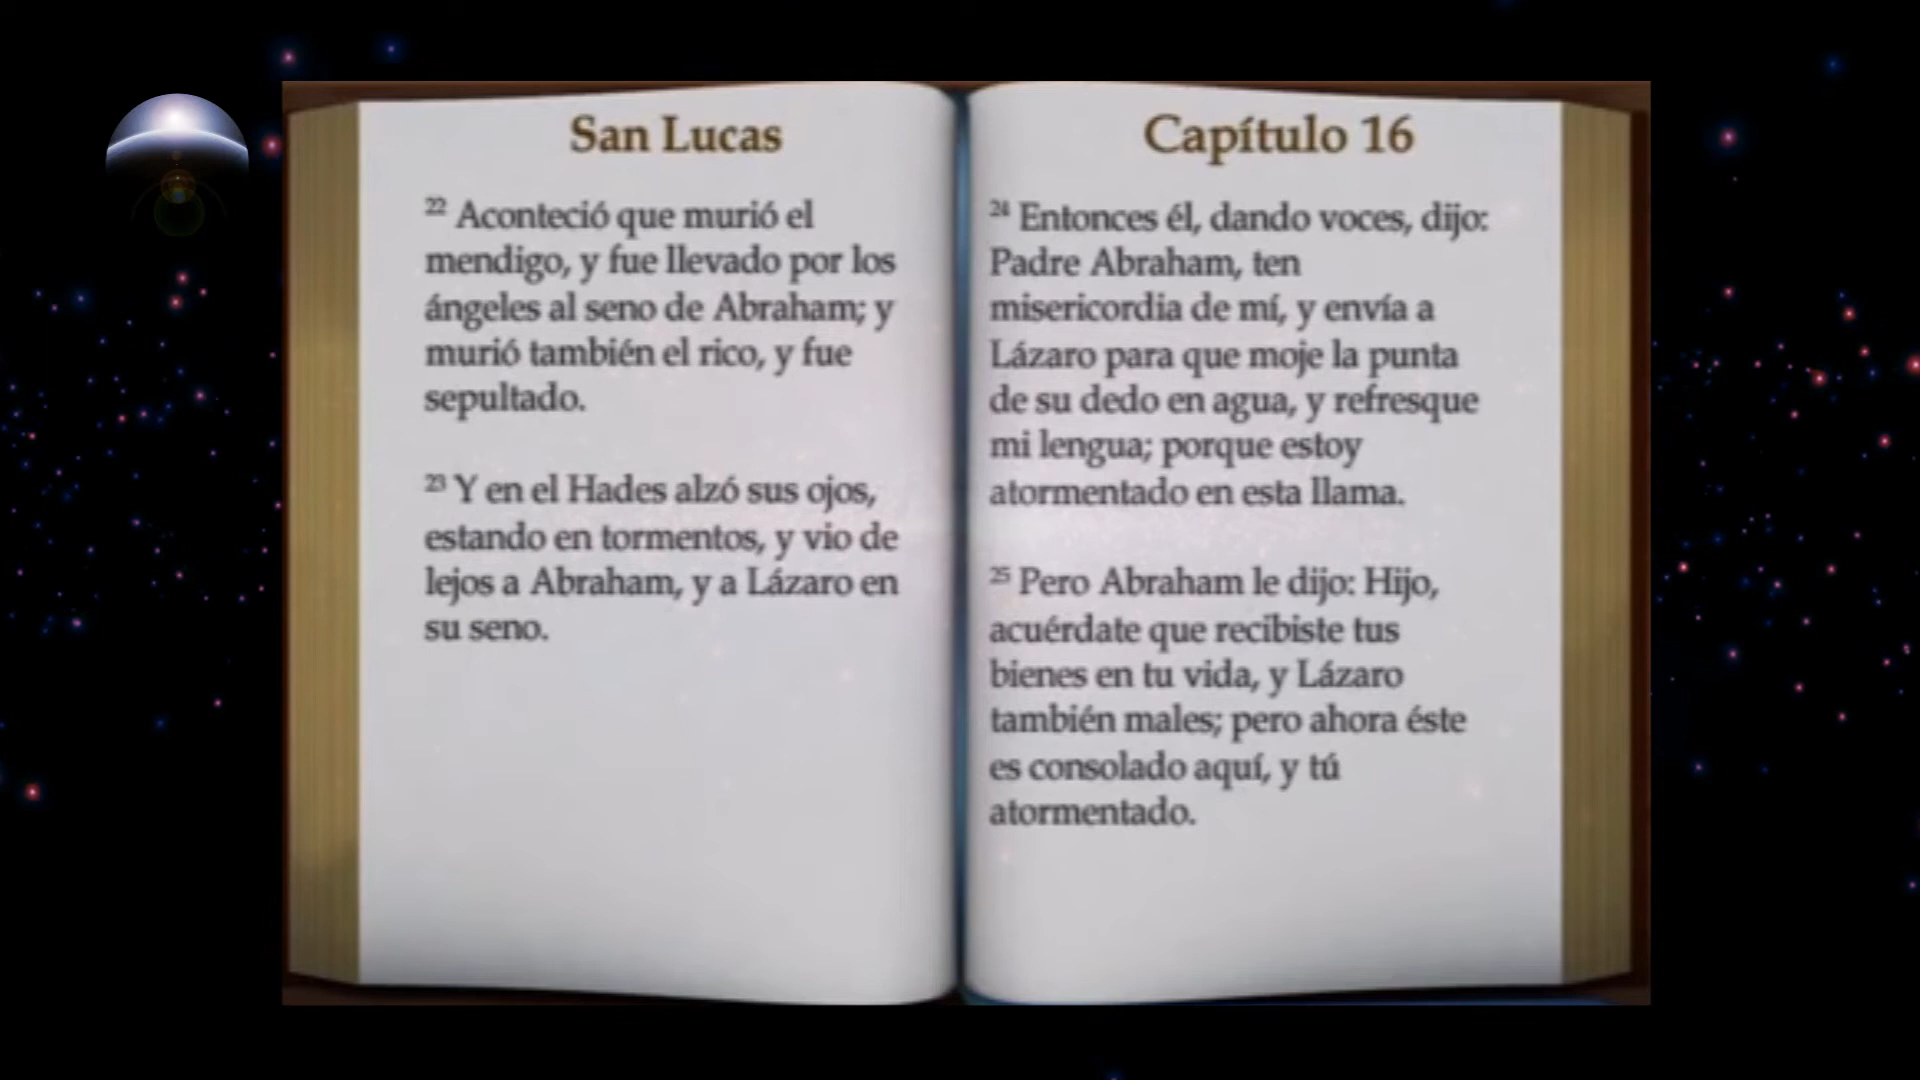 San Lucas
22 Aconteció que murió el
mendigo, y fue llevado por los
ángeles al seno de Abraham; y
murió también el rico, y fue
sepultado.
23 Y en el Hades alzó sus ojos,
estando en tormentos, y vio de
lejos a Abraham, y a Lázaro en
su seno.
Capítulo 16
24 Entonces él, dando voces, dijo:
Padre Abraham, ten
misericordia de mí, y envía a
Lázaro para que moje la punta
de su dedo en agua, y refresque
mi lengua; porque estoy
atormentado en esta llama.
25 Pero Abraham le dijo: Hijo,
acuérdate que recibiste tus
bienes en tu vida, y Lázaro
también males; pero ahora éste
es consolado aquí, y tú
atormentado.